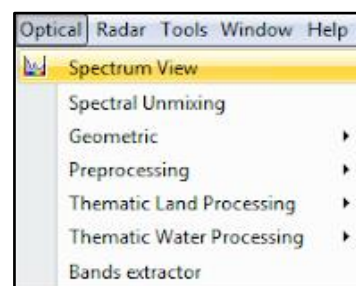 Optical Radar Tools Window Help
Spectrum View
Spectral Unmixing
Geometric
Preprocessing
Thematic Land Processing
Thematic Water Processing
Bands extractor